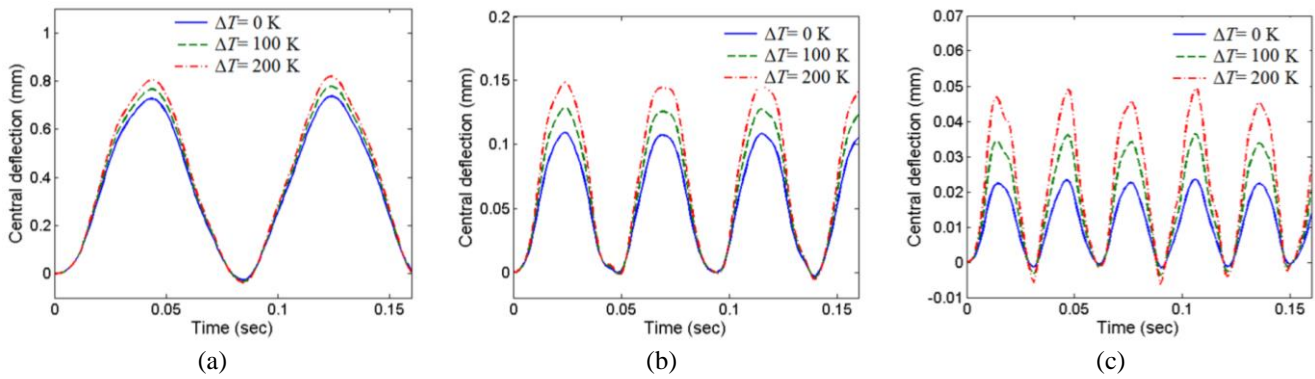 ΔT= 0 K
ΔT= 100 K
ΔT= 200 K
Central deflection (mm)
1
0.8
0.6
0.4
0.2
0
0
0.05
0.1
0.15
Time (sec)
(a)
ΔT= 0 K
ΔT= 100 K
ΔT= 200 K
Central deflection (mm)
0.2
0.15
0.1
0.05
0
0
0.05
0.1
0.15
Time (sec)
(b)
ΔT= 0 K
ΔT= 100 K
ΔT= 200 K
Central deflection (mm)
0.07
0.06
0.05
0.04
0.03
0.02
0.01
0
-0.01
0
0.05
0.1
0.15
Time (sec)
(c)